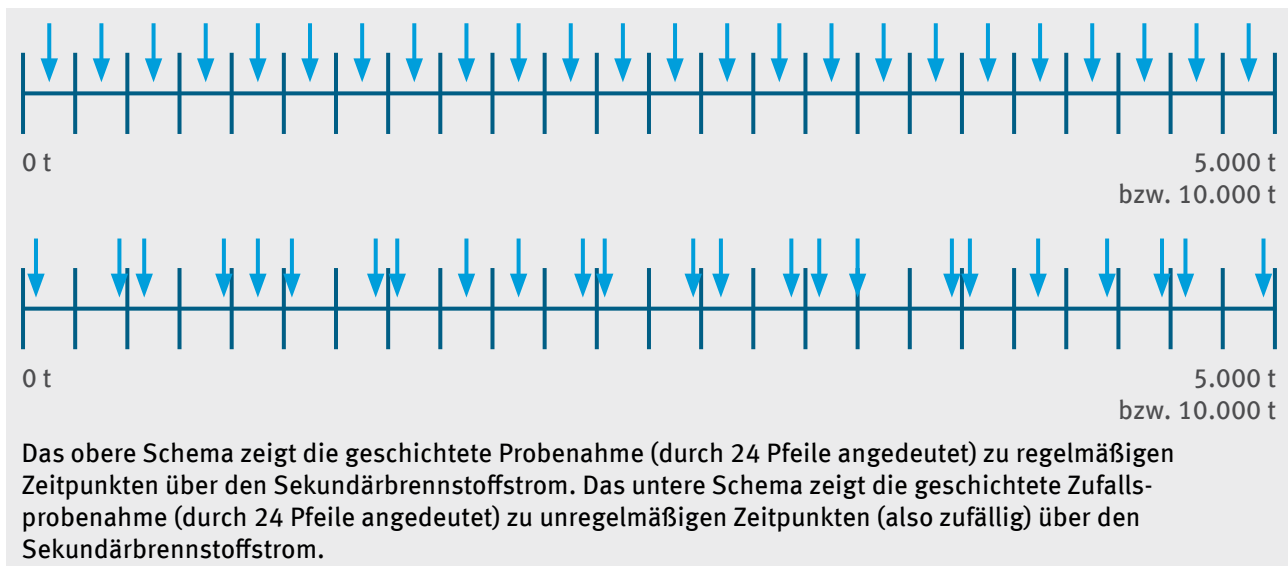 0 t
5.000 t
bzw. 10.000 t
0 t
5.000 t
bzw. 10.000 t
Das obere Schema zeigt die geschichtete Probenahme (durch 24 Pfeile angedeutet) zu regelmäßigen
Zeitpunkten über den Sekundärbrennstoffstrom. Das untere Schema zeigt die geschichtete Zufalls-
probenahme (durch 24 Pfeile angedeutet) zu unregelmäßigen Zeitpunkten (also zufällig) über den
Sekundärbrennstoffstrom.